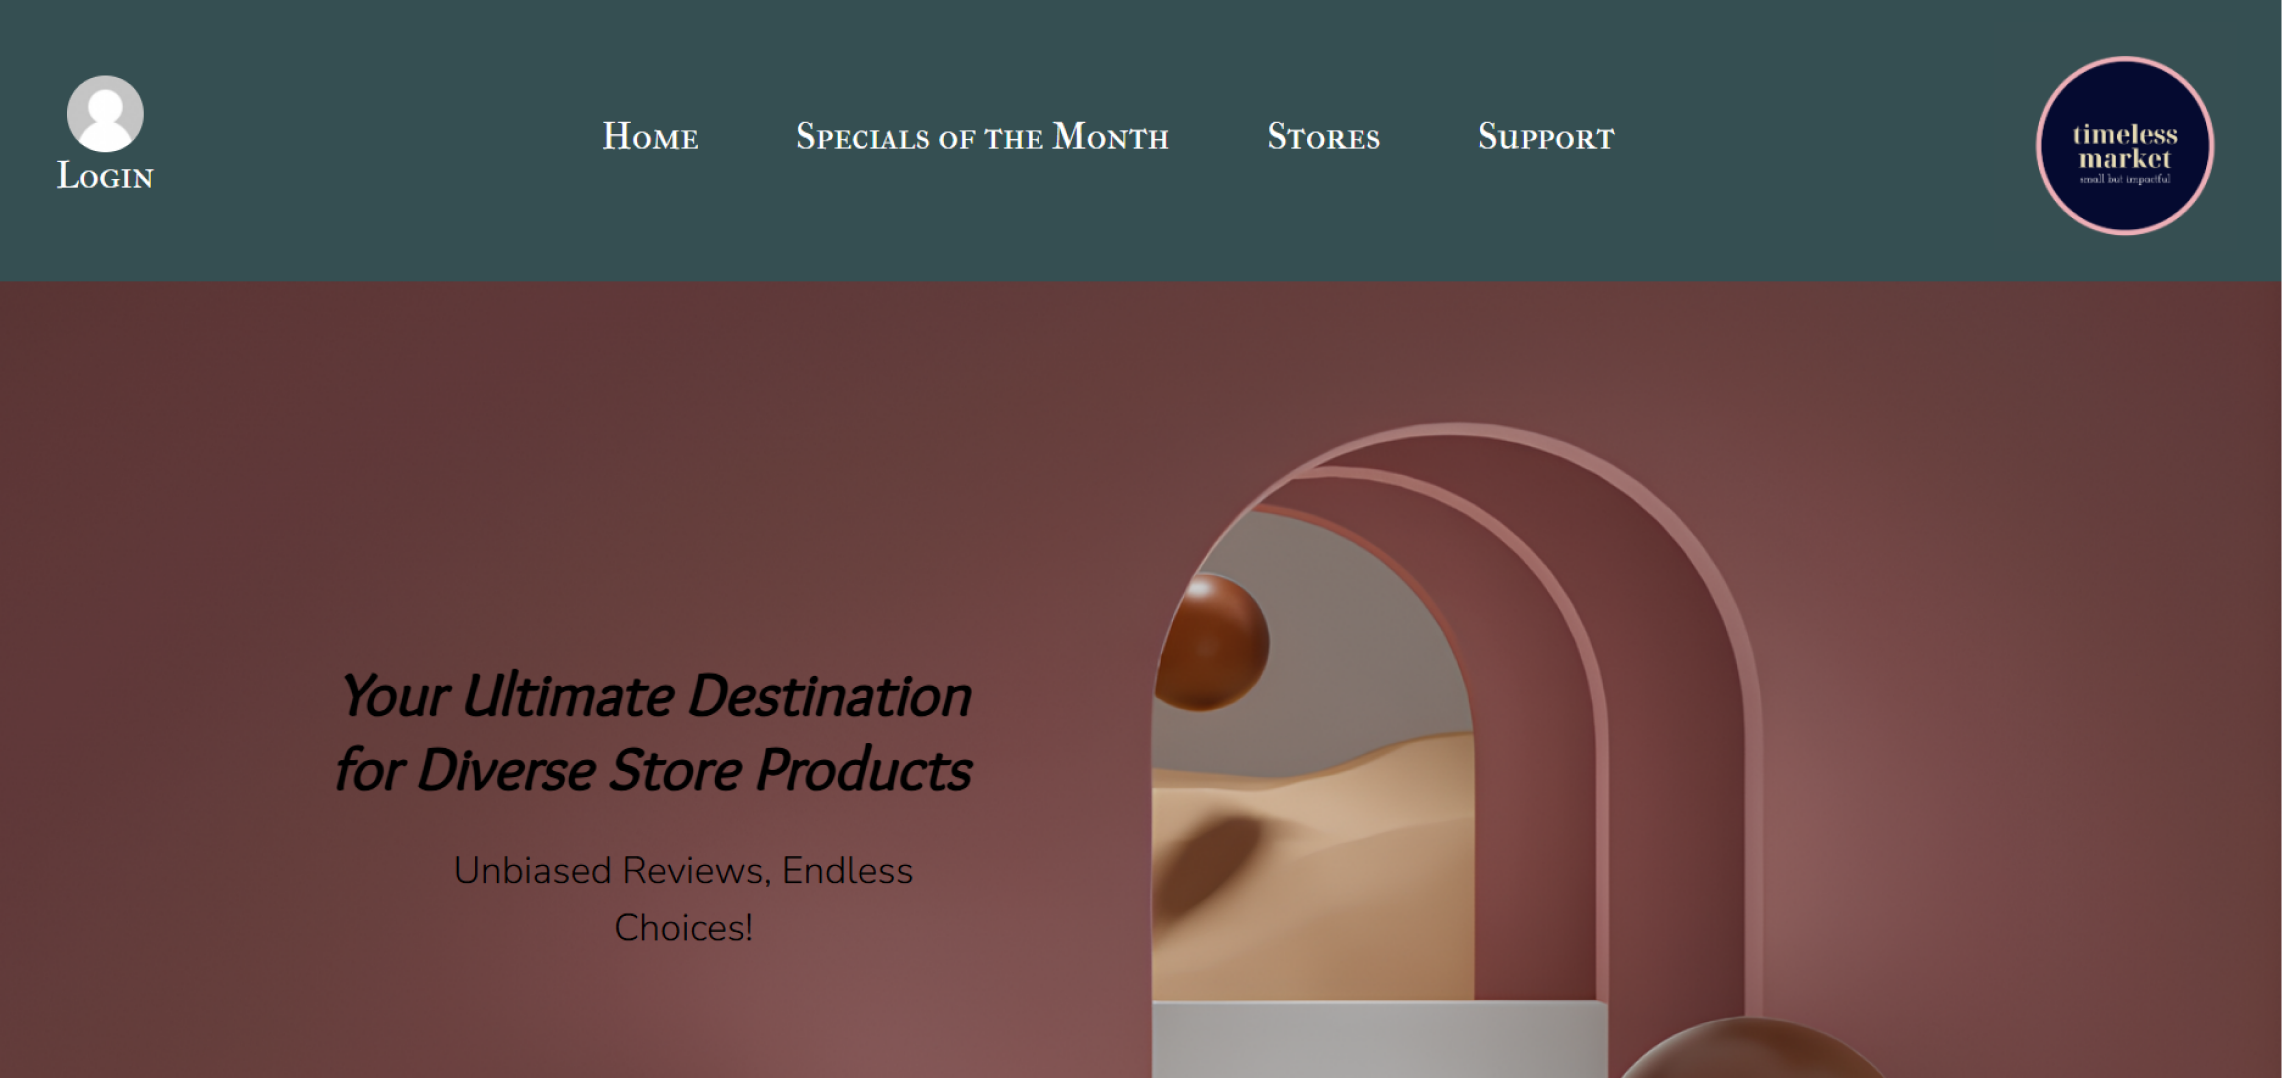 Login
Home Specials of the Month Stores Support
timeless
market
small but impactful
Your Ultimate Destination
for Diverse Store Products
Unbiased Reviews, Endless
Choices!